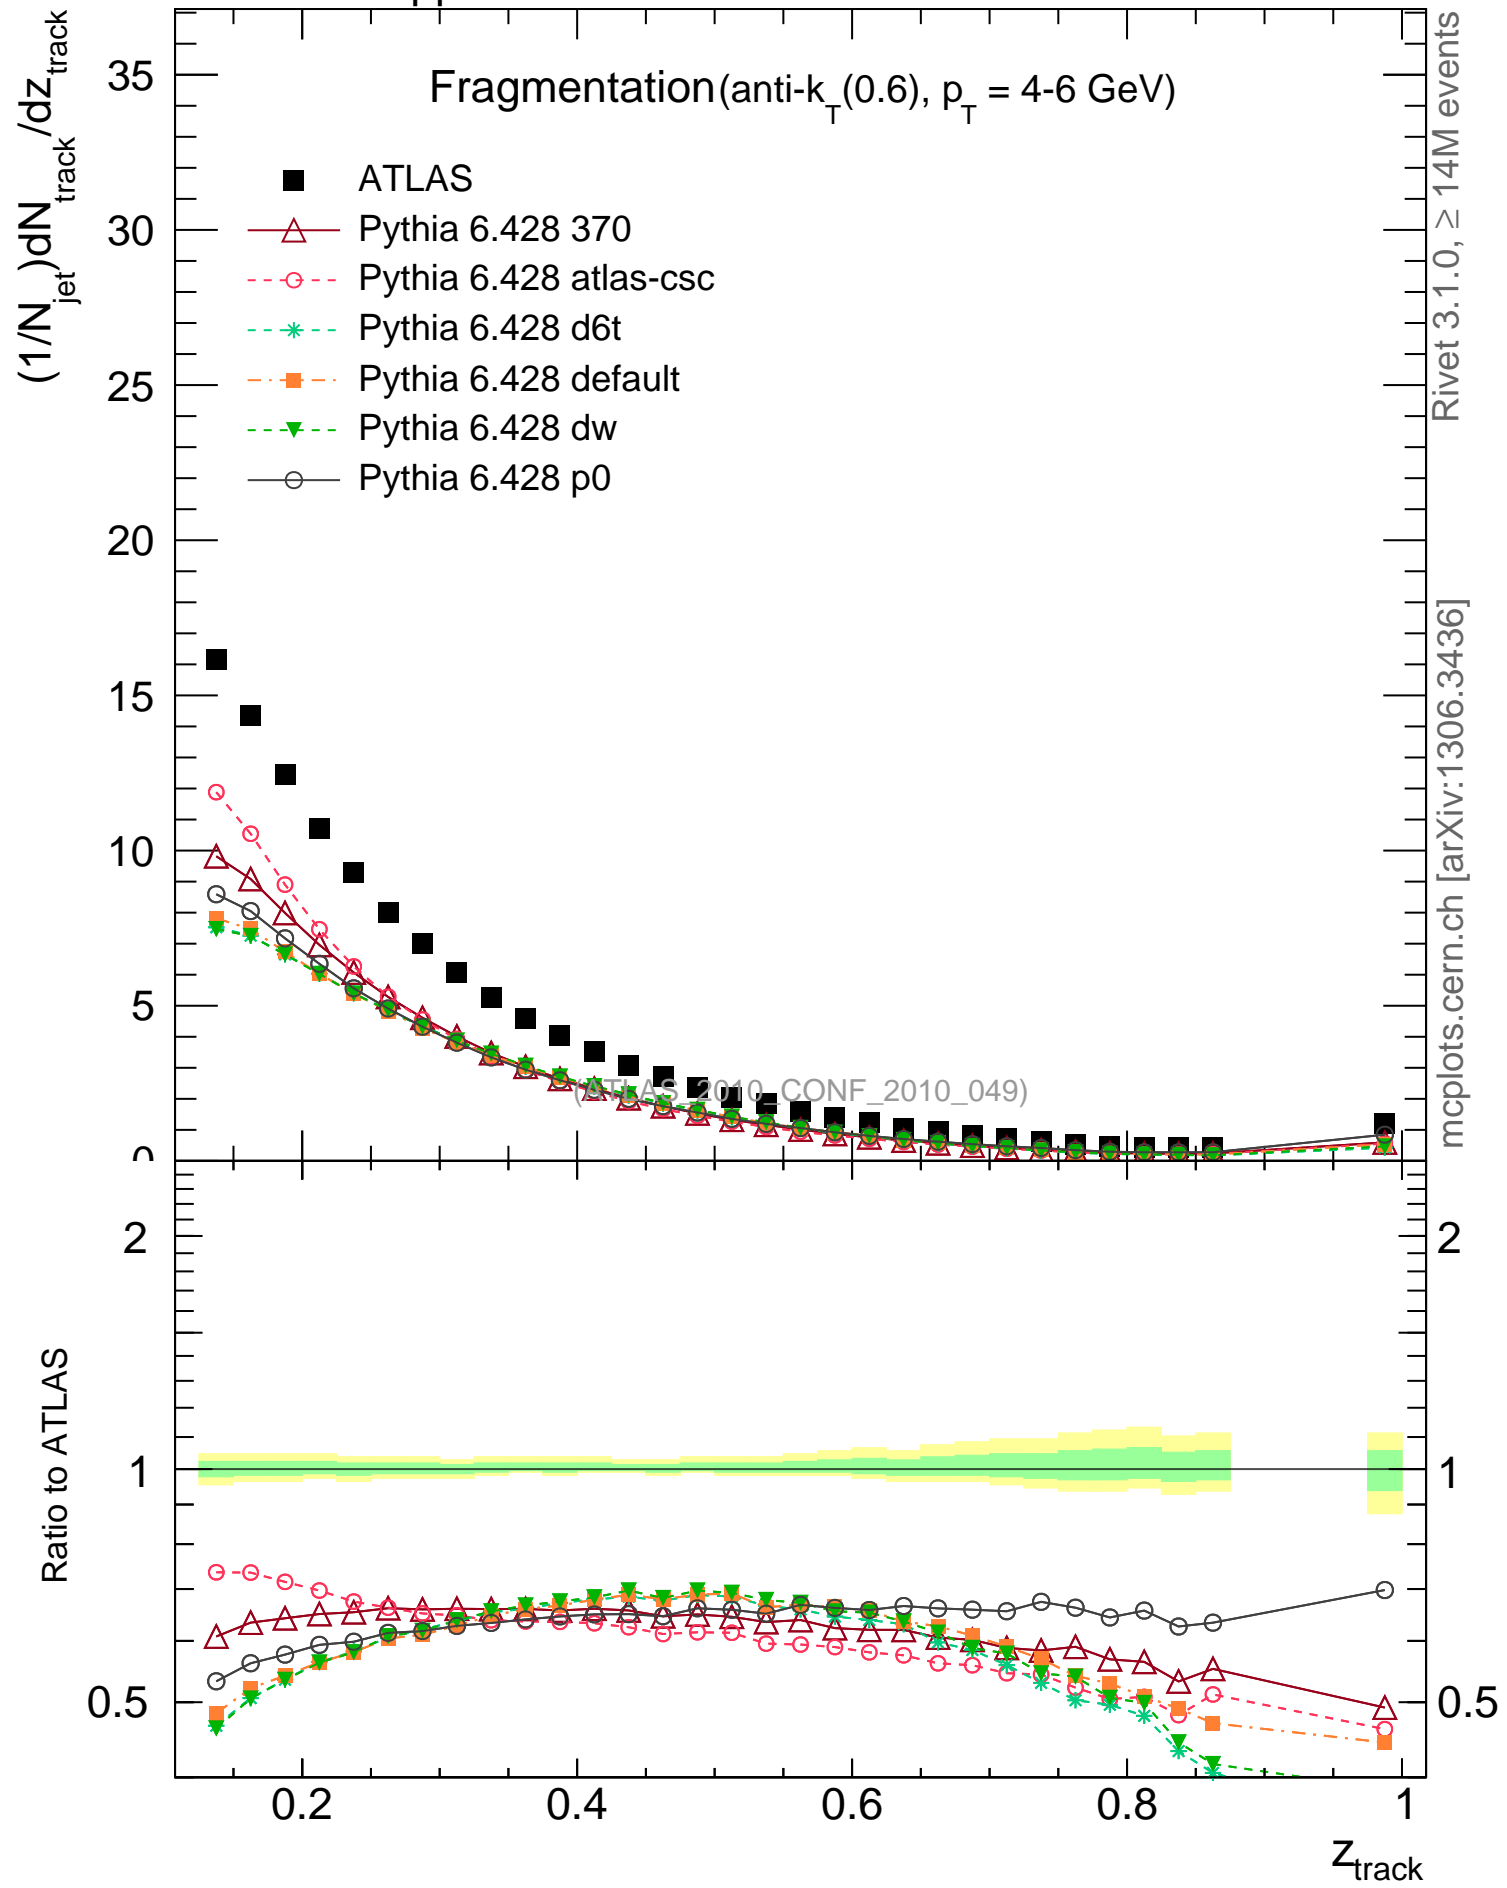 Fragmentation (anti-k_T(0.6), p_T = 4-6 GeV)
(1/N_jet)dN_track/dz_track
35
30
25
20
15
10
5
0
ATLAS
Pythia 6.428 370
Pythia 6.428 atlas-csc
Pythia 6.428 d6t
Pythia 6.428 default
Pythia 6.428 dw
Pythia 6.428 p0
(ATLAS_2010_CONF_2010_049)
Rivet 3.1.0, ≥ 14M events
mcplots.cern.ch [arXiv:1306.3436]
Ratio to ATLAS
2
1
0.5
2
1
0.5
0.2
0.4
0.6
0.8
1
z_track